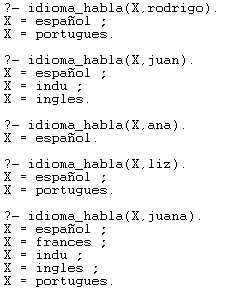 ?- idioma_habla(X,rodrigo).
X = español ;
X = portugues.
?- idioma_habla(X,juan).
X = español ;
X = indu ;
X = ingles.
?- idioma_habla(X,ana).
X = español.
?- idioma_habla(X,liz).
X = español ;
X = portugues.
?- idioma_habla(X,juana).
X = español ;
X = frances ;
X = indu ;
X = ingles ;
X = portugues.